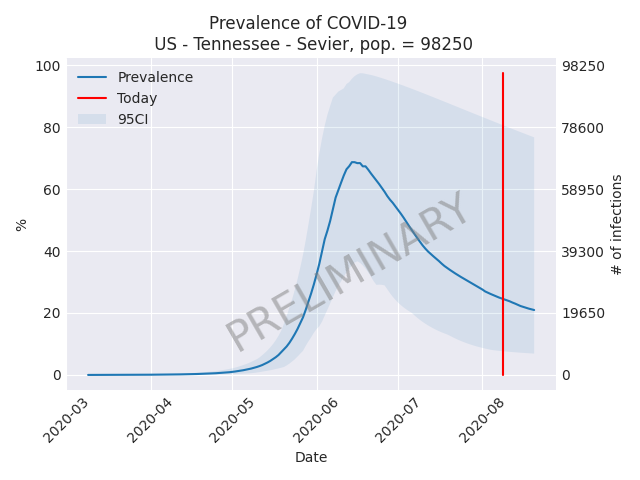 Prevalence of COVID-19
US - Tennessee - Sevier, pop. = 98250
Prevalence
Today
95CI
100
80
60
40
20
0
%
98250
78600
58950
39300
19650
0
# of infections
PRELIMINARY
2020-03
2020-04
2020-05
2020-06
2020-07
2020-08
Date